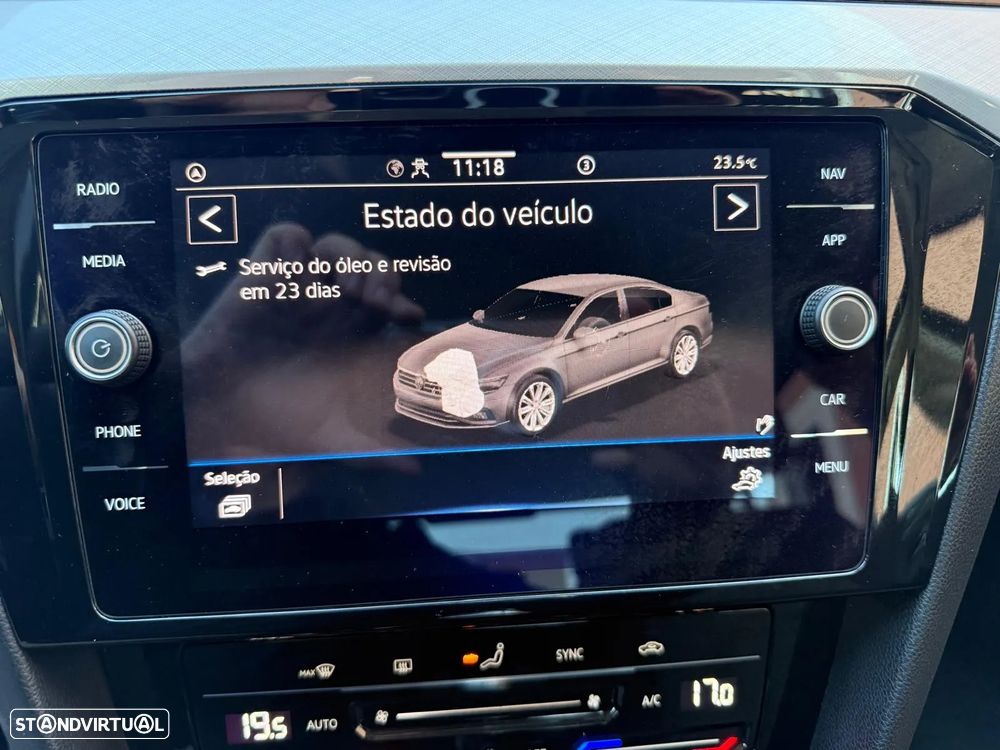 11:18
3
23.5°C
RADIO
NAV
Estado do veículo
MEDIA
APP
Serviço do óleo e revisão
em 23 dias
PHONE
CAR
Seleção
Ajustes
VOICE
MENU
MAX
SYNC
19.5
AUTO
A/C
17.0
STANDVIRTUAL